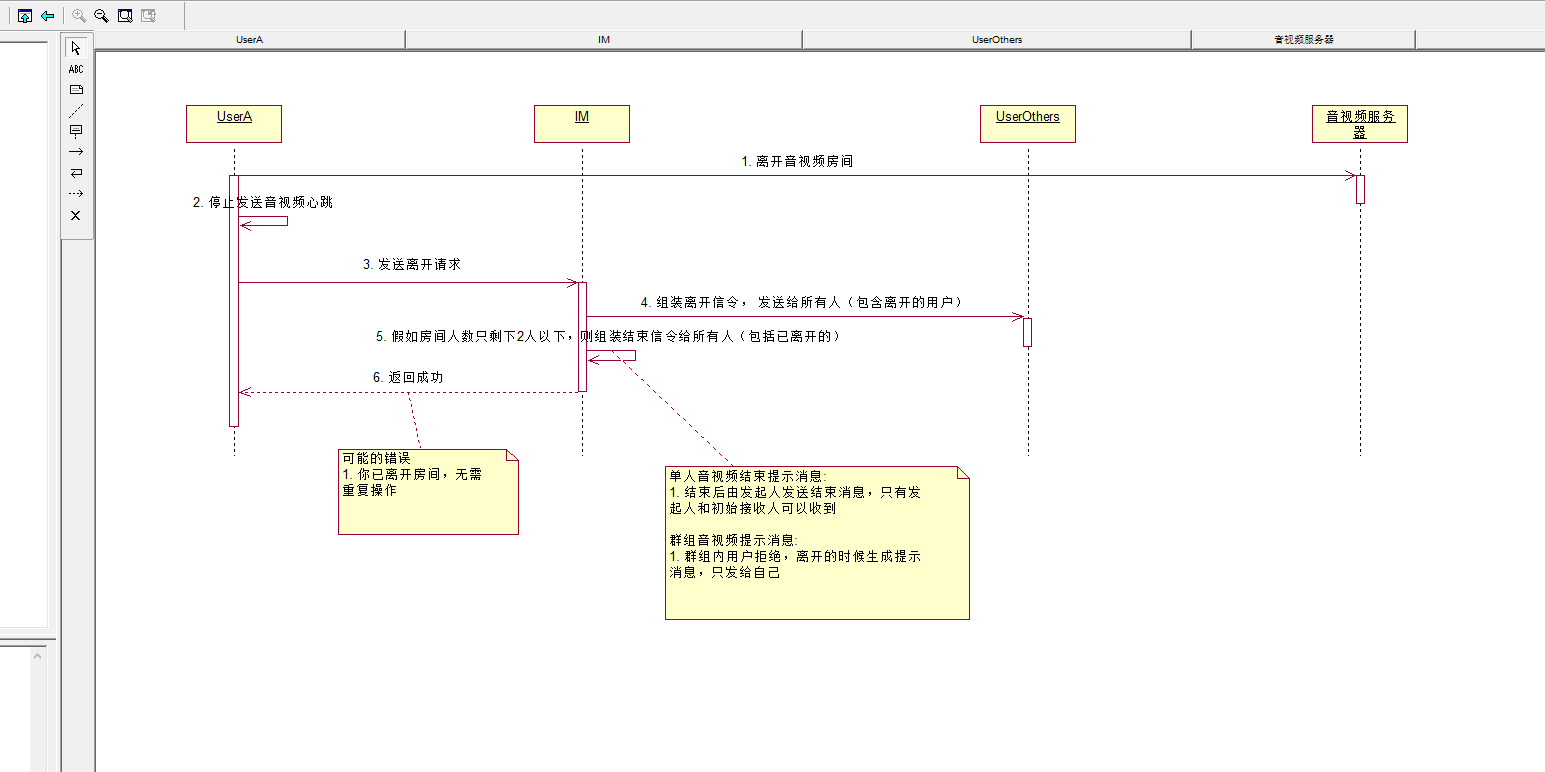 UserA
IM
UserOthers
音视频服务器
ABC
UserA
IM
UserOthers
音视频服务
器
1. 离开音视频房间
2. 停止发送音视频心跳
3. 发送离开请求
4. 组装离开信令， 发送给所有人（包含离开的用户）
5. 假如房间人数只剩下2人以下，则组装结束信令给所有人（包括已离开的）
6. 返回成功
可能的错误
1. 你已离开房间，无需
重复操作
单人音视频结束提示消息:
1. 结束后由发起人发送结束消息，只有发
起人和初始接收人可以收到
群组音视频提示消息:
1. 群组内用户拒绝，离开的时候生成提示
消息，只发给自己